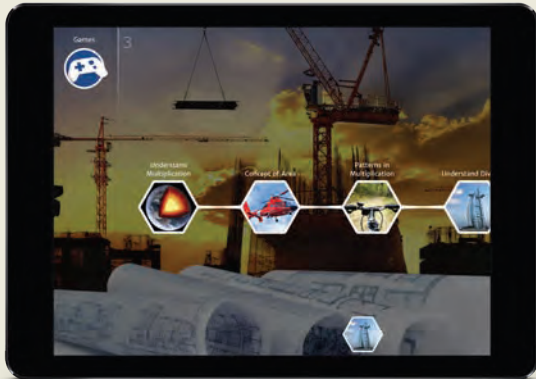 Games
3
Understand
Multiplication
Concept of Area
Patterns in
Multiplication
Understand Div